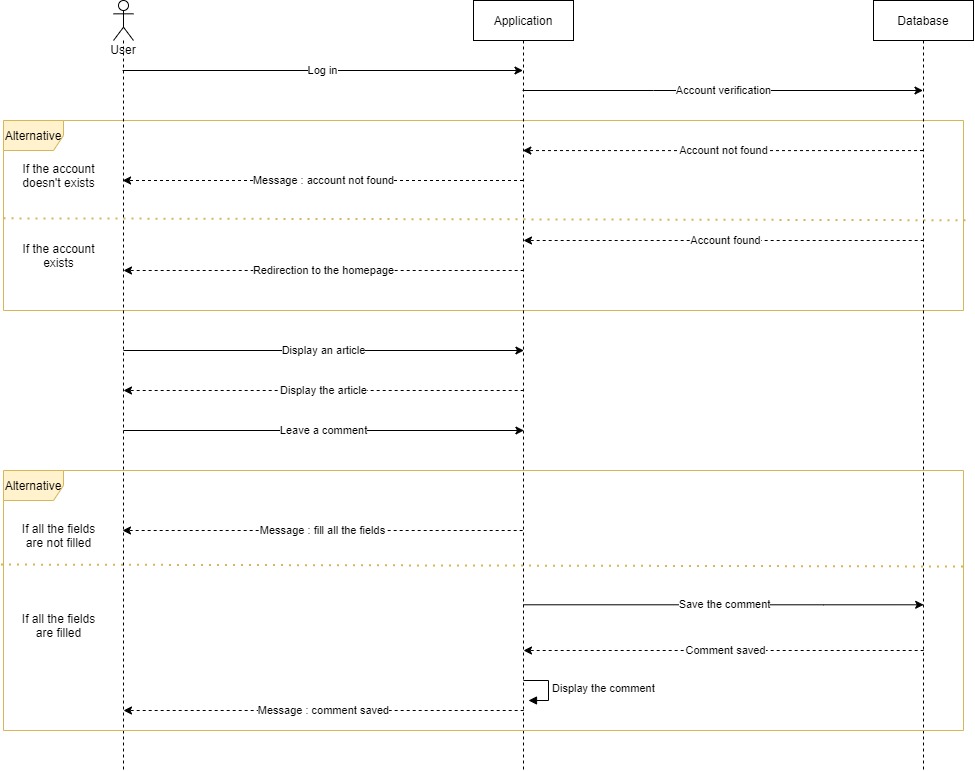 User
Application
Database
Log in
Account verification
Alternative
Account not found
If the account
doesn't exists
Message : account not found
Account found
If the account
exists
Redirection to the homepage
Display an article
Display the article
Leave a comment
Alternative
If all the fields
are not filled
Message : fill all the fields
Save the comment
If all the fields
are filled
Comment saved
Display the comment
Message : comment saved